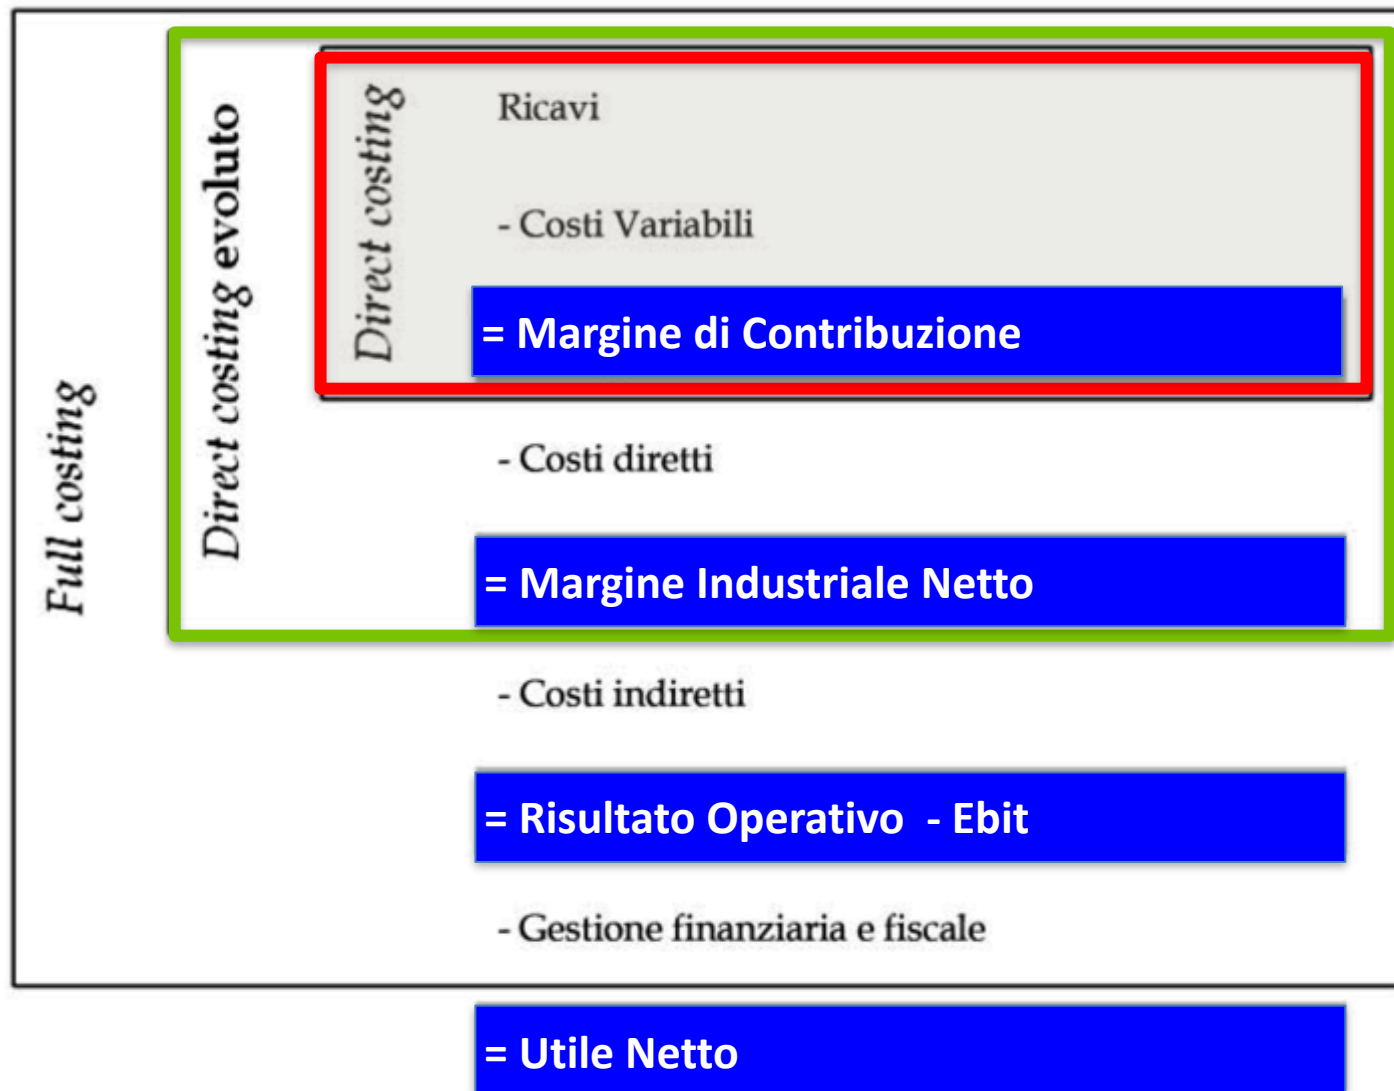 Full costing
Direct costing evoluto
Direct costing
Ricavi
- Costi Variabili
= Margine di Contribuzione
- Costi diretti
= Margine Industriale Netto
- Costi indiretti
= Risultato Operativo - Ebit
- Gestione finanziaria e fiscale
= Utile Netto